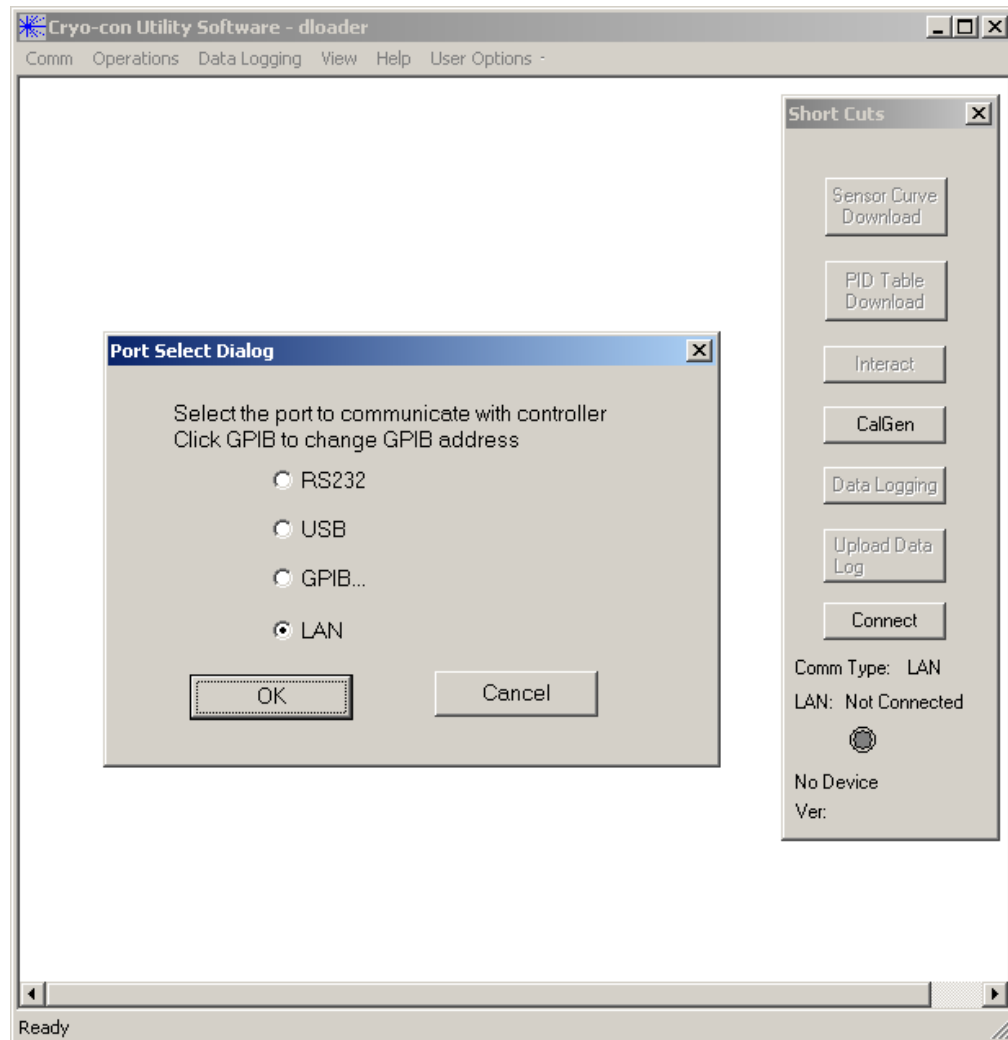 Cryo-con Utility Software - dloader
Comm Operations Data Logging View Help User Options -
Short Cuts
Sensor Curve
Download
PID Table
Download
Interact
CalGen
Data Logging
Upload Data
Log
Connect
Comm Type: LAN
LAN: Not Connected
No Device
Ver:
Port Select Dialog
Select the port to communicate with controller
Click GPIB to change GPIB address
RS232
USB
GPIB...
LAN
OK Cancel
Ready